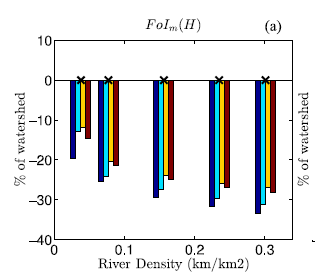 FoI_m(H) (a)
10
0
−10
−20
−30
−40
% of watershed
0 0.1 0.2 0.3
River Density (km/km2)
% of watershed